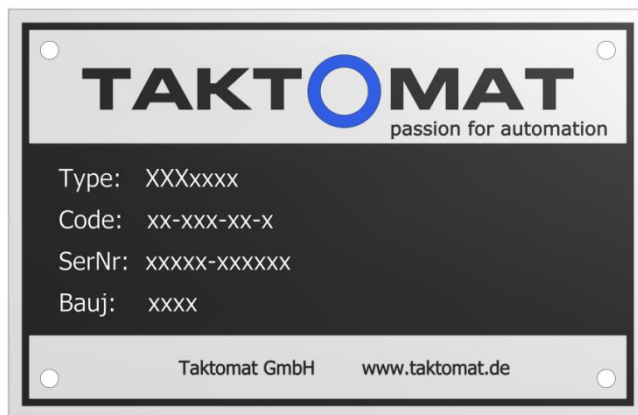 TAKTOMAT
passion for automation
Type: XXXxxxx
Code: xx-xxx-xx-x
SerNr: xxxxx-xxxxxx
Bauj: xxxx
Taktomat GmbH www.taktomat.de